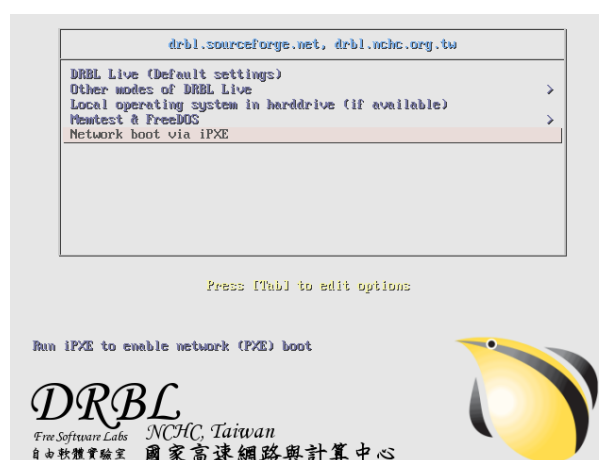 drbl.sourceforge.net, drbl.nchc.org.tw
DRBL Live (Default settings)
Other modes of DRBL Live >
Local operating system in harddrive (if available)
Memtest & FreeDOS >
Network boot via iPXE
Press [Tab] to edit options
Run iPXE to enable network (PXE) boot
DRBL
Free Software Labs NCHC, Taiwan
自由軟體實驗室 國家高速網路與計算中心